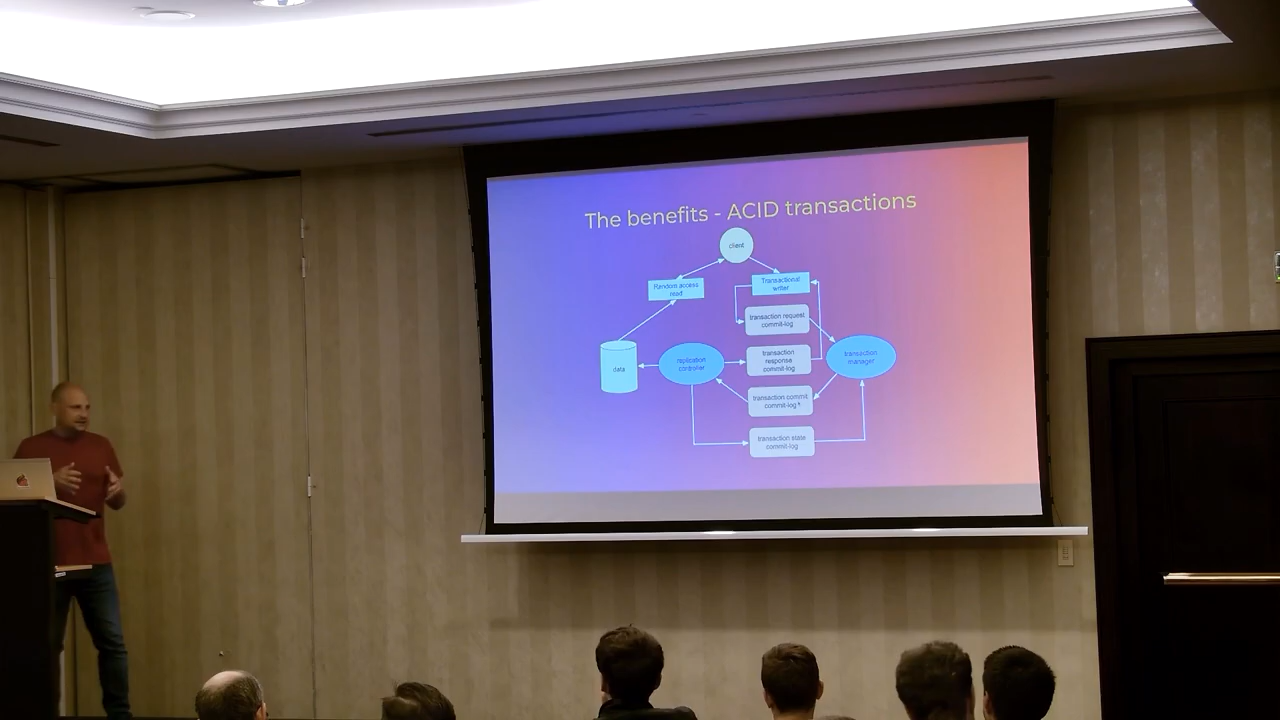 The benefits - ACID transactions
client
Random access
read
Transactional
writer
transaction request
commit-log
data
replication
controller
transaction
response
commit-log
transaction
manager
transaction commit
commit-log
transaction state
commit-log